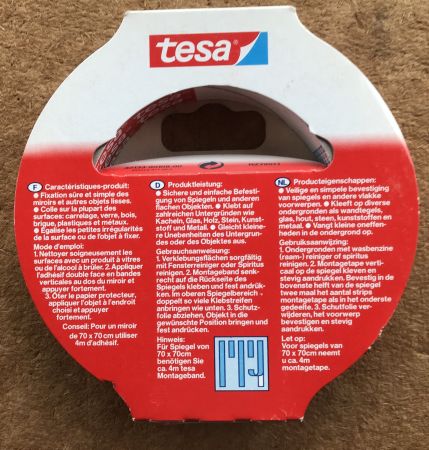 tesa
F Caractéristiques-produit:
● Fixation sûre et simple des
miroirs et autres objets lisses.
● Colle sur la plupart des
surfaces: carrelage, verre, bois,
brique, plastiques et métaux.
● Egalise les petites irrégularités
de la surface ou de l'objet à fixer.
Mode d'emploi:
1. Nettoyer soigneusement les
surfaces avec un produit à vitres
ou de l'alcool à brûler. 2. Appliquer
l'adhésif double face en bandes
verticales au dos du miroir et
appuyer fortement.
3. Oter le papier protecteur,
appliquer l'objet à l'endroit
choisi et appuyer
fortement.
Conseil: Pour un miroir
de 70 x 70 cm utiliser
4m d'adhésif.
D Produktleistung:
● Sichere und einfache Befesti-
gung von Spiegeln und anderen
flachen Objekten. ● Klebt auf
zahlreichen Untergründen wie
Kacheln, Glas, Holz, Stein, Kunst-
stoff und Metall. ● Gleicht kleine-
re Unebenheiten des Untergrun-
des oder des Objektes aus.
Gebrauchsanweisung:
1. Verklebungsflächen sorgfältig
mit Fensterreiniger oder Spiritus
reinigen. 2. Montageband senk-
recht auf die Rückseite des
Spiegels kleben und fest andrük-
ken. Im oberen Spiegelbereich
doppelt so viele Klebstreifen
anbringen wie unten. 3. Schutz-
folie abziehen, Objekt in die
gewünschte Position bringen und
fest andrücken.
Hinweis:
Für Spiegel von
70 x 70cm
benötigen Sie
ca. 4m tesa
Montageband.
NL Producteigenschappen:
● Veilige en simpele bevestiging
van spiegels en andere vlakke
voorwerpen. ● Kleeft op diverse
ondergronden als wandtegels,
glas, hout, steen, kunststoffen en
metaal. ● Vangt kleine oneffen-
heden in de ondergrond op.
Gebruiksaanwijzing:
1. Ondergronden met wasbenzine
(raam-) reiniger of spiritus
reinigen. 2. Montagetape verti-
caal op de spiegel kleven en
stevig aandrukken. Bevestig in de
bovenste helft van de spiegel
twee maal het aantal strips
montagetape als in het onderste
gedeelte. 3. Schutfolie ver-
wijderen, het voorwerp
bevestigen en stevig
aandrukken.
Let op:
Voor spiegels van
70 x 70cm neemt
u ca. 4m
montagetape.